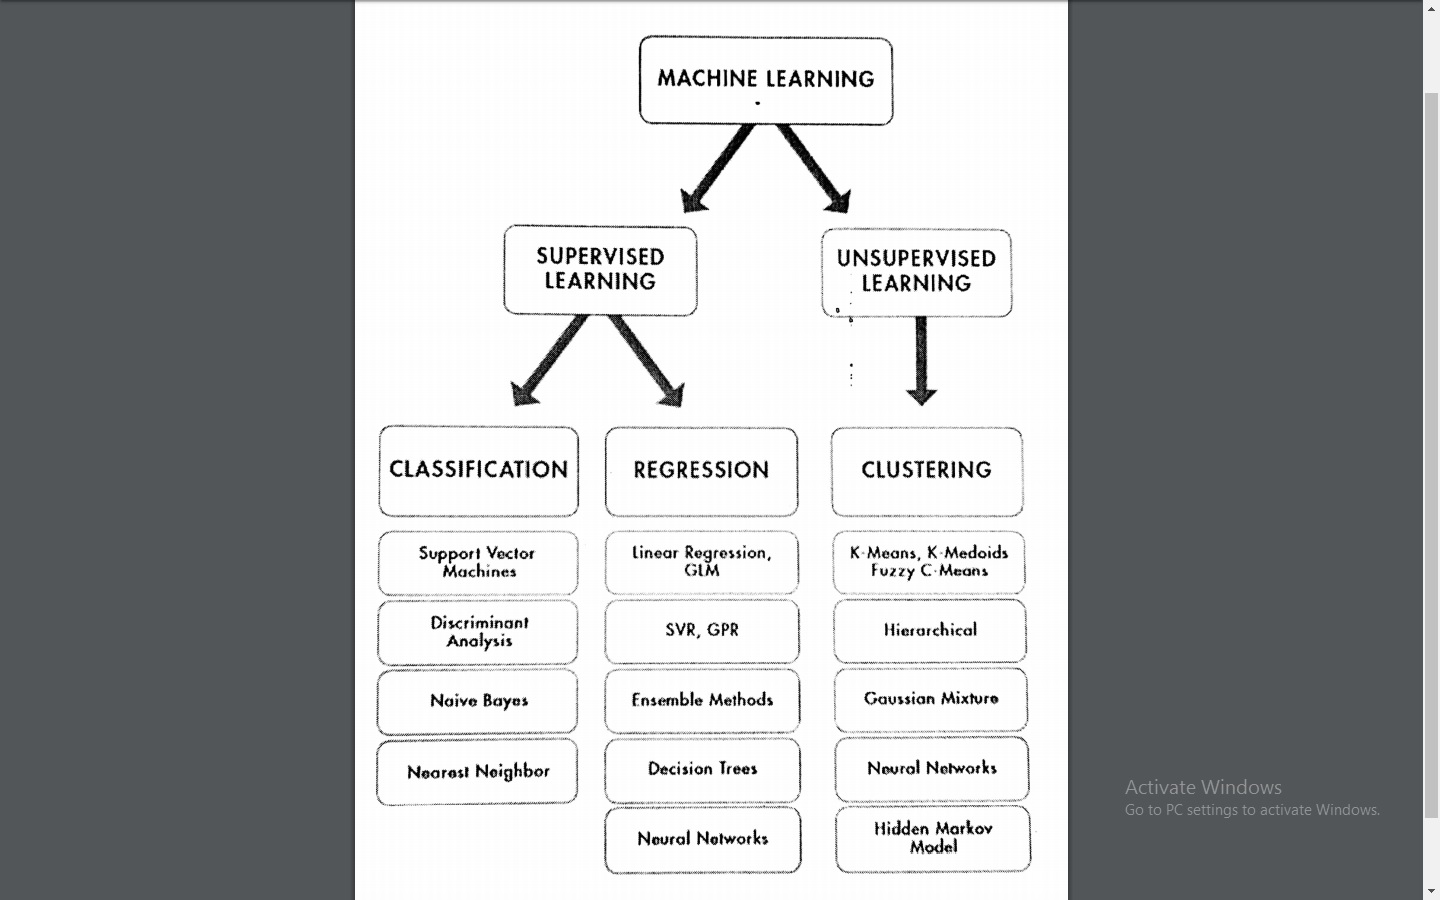 MACHINE LEARNING
SUPERVISED
LEARNING
UNSUPERVISED
LEARNING
CLASSIFICATION
REGRESSION
CLUSTERING
Support Vector
Machines
Linear Regression,
GLM
K-Means, K-Medoids
Fuzzy C-Means
Discriminant
Analysis
SVR, GPR
Hierarchical
Naive Bayes
Ensemble Methods
Gaussian Mixture
Nearest Neighbor
Decision Trees
Neural Networks
Neural Networks
Hidden Markov
Model
Activate Windows
Go to PC settings to activate Windows.